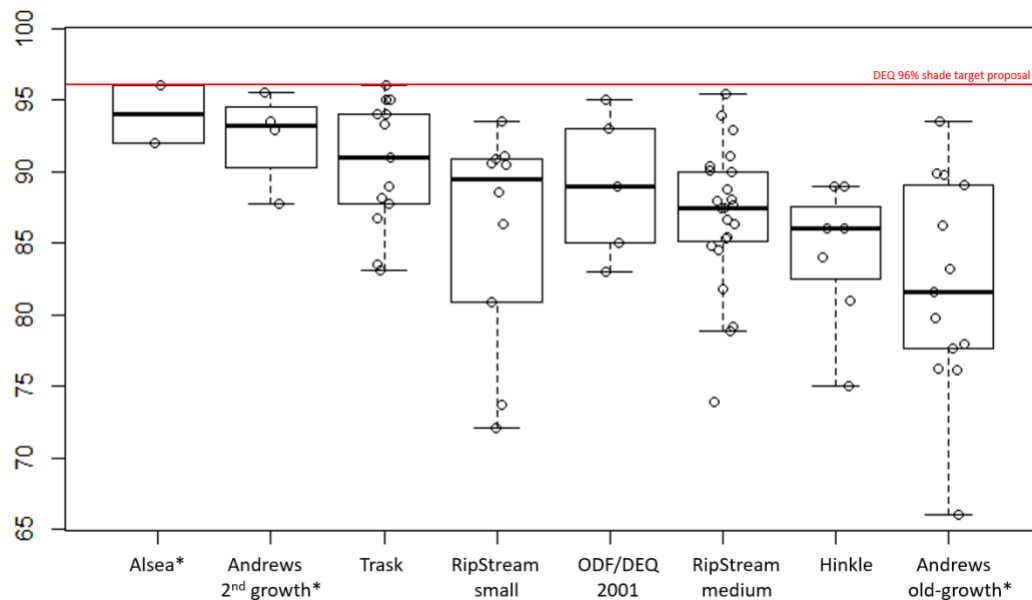 100
95
90
85
80
75
70
65
DEQ 96% shade target proposal
Alsea*
Andrews
2nd growth*
Trask
RipStream
small
ODF/DEQ
2001
RipStream
medium
Hinkle
Andrews
old-growth*